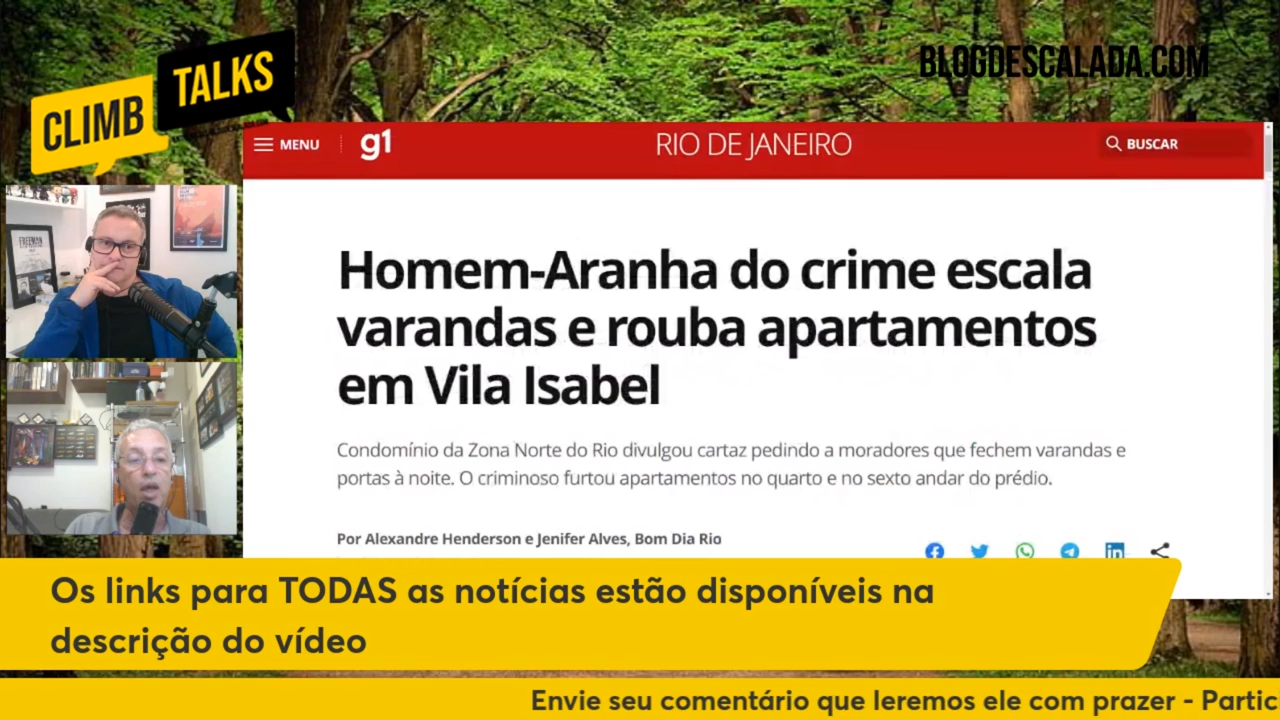 CLIMB
TALKS
BLOGDESCALADA.COM
MENU
g1
RIO DE JANEIRO
BUSCAR
FREEMAN
Homem-Aranha do crime escala
varandas e rouba apartamentos
em Vila Isabel
Condomínio da Zona Norte do Rio divulgou cartaz pedindo a moradores que fechem varandas e
portas à noite. O criminoso furtou apartamentos no quarto e no sexto andar do prédio.
Por Alexandre Henderson e Jenifer Alves, Bom Dia Rio
Os links para TODAS as notícias estão disponíveis na
descrição do vídeo
Envie seu comentário que leremos ele com prazer - Partic